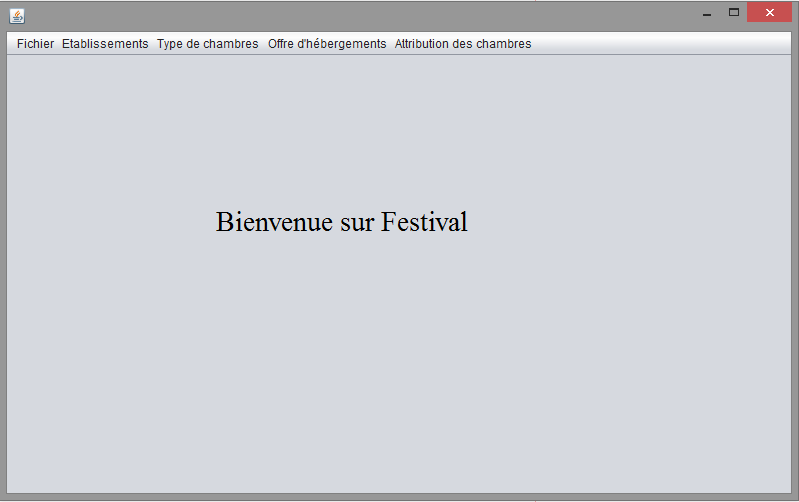 Fichier Etablissements Type de chambres Offre d'hébergements Attribution des chambres
Bienvenue sur Festival